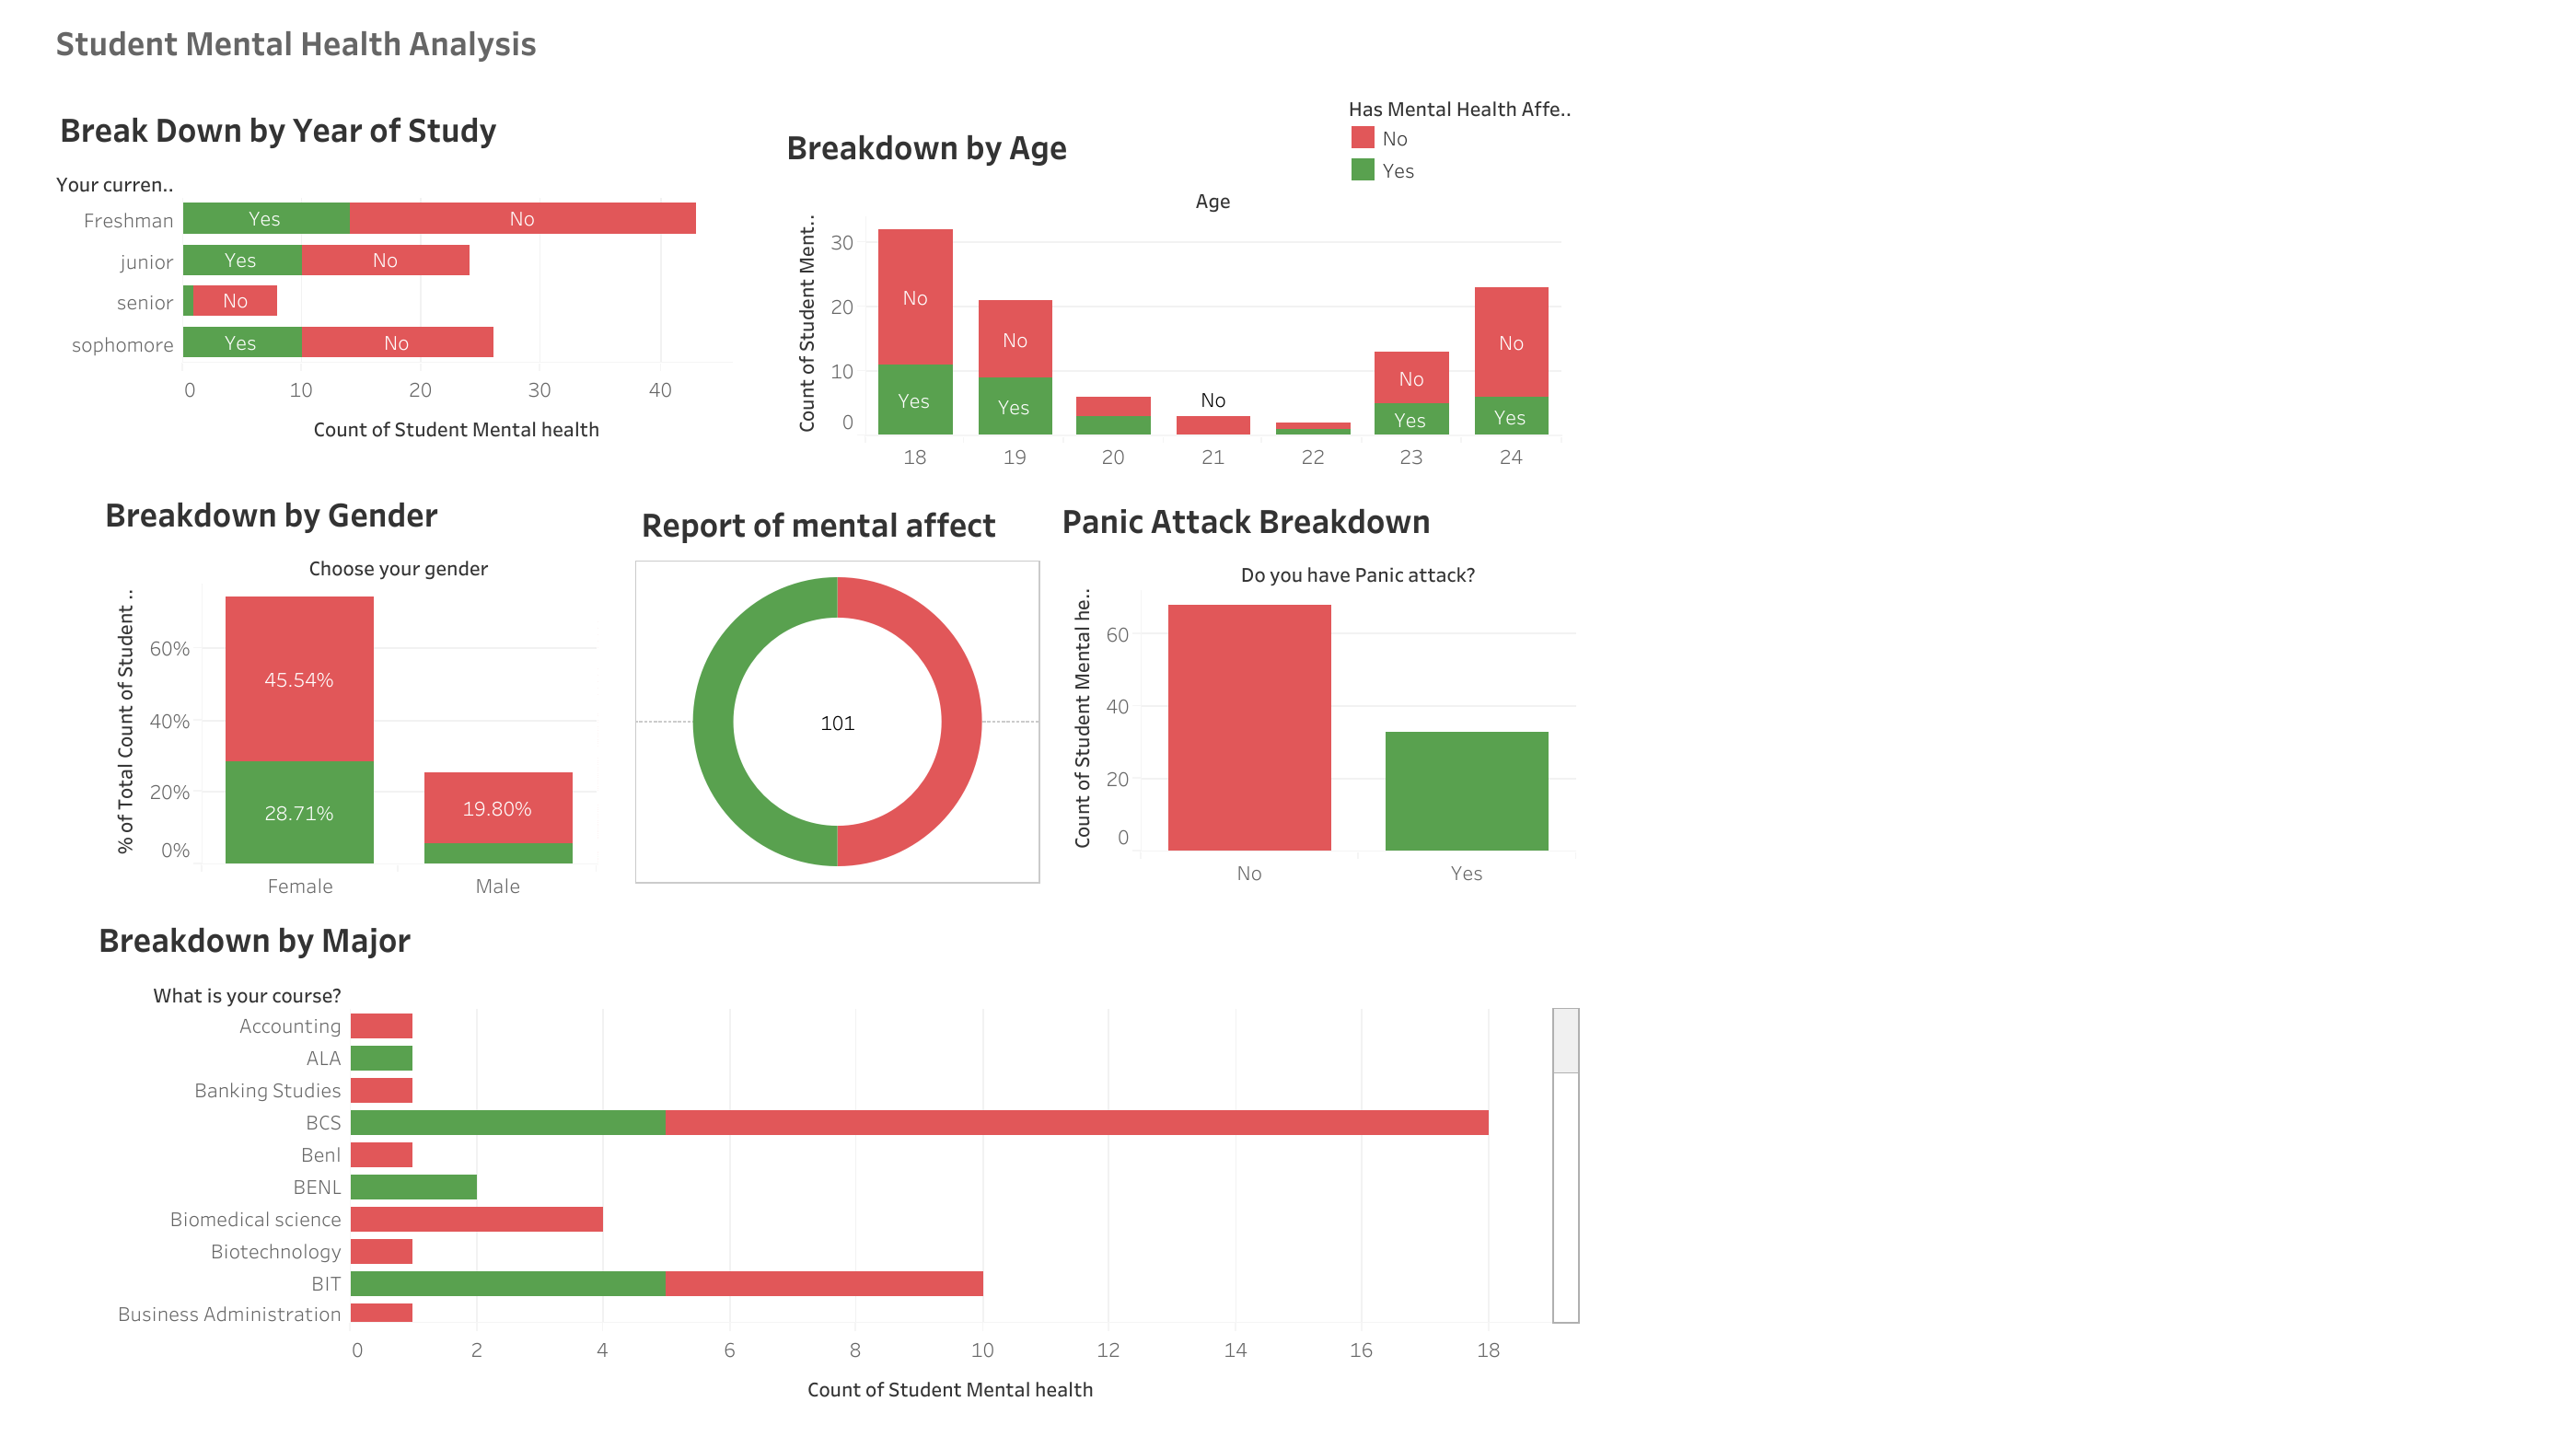 Student Mental Health Analysis
Break Down by Year of Study
Your curren..
Freshman Yes No
junior Yes No
senior No
sophomore Yes No
0 10 20 30 40
Count of Student Mental health
Breakdown by Age
Has Mental Health Affe..
No
Yes
Age
Count of Student Ment..
30
20
10
0
No
Yes
No
Yes
No
No
Yes
No
Yes
18 19 20 21 22 23 24
Breakdown by Gender
Choose your gender
% of Total Count of Student ..
60%
40%
20%
0%
45.54%
28.71%
19.80%
Female Male
Report of mental affect
101
Panic Attack Breakdown
Do you have Panic attack?
Count of Student Mental he..
60
40
20
0
No Yes
Breakdown by Major
What is your course?
Accounting
ALA
Banking Studies
BCS
Benl
BENL
Biomedical science
Biotechnology
BIT
Business Administration
0 2 4 6 8 10 12 14 16 18
Count of Student Mental health